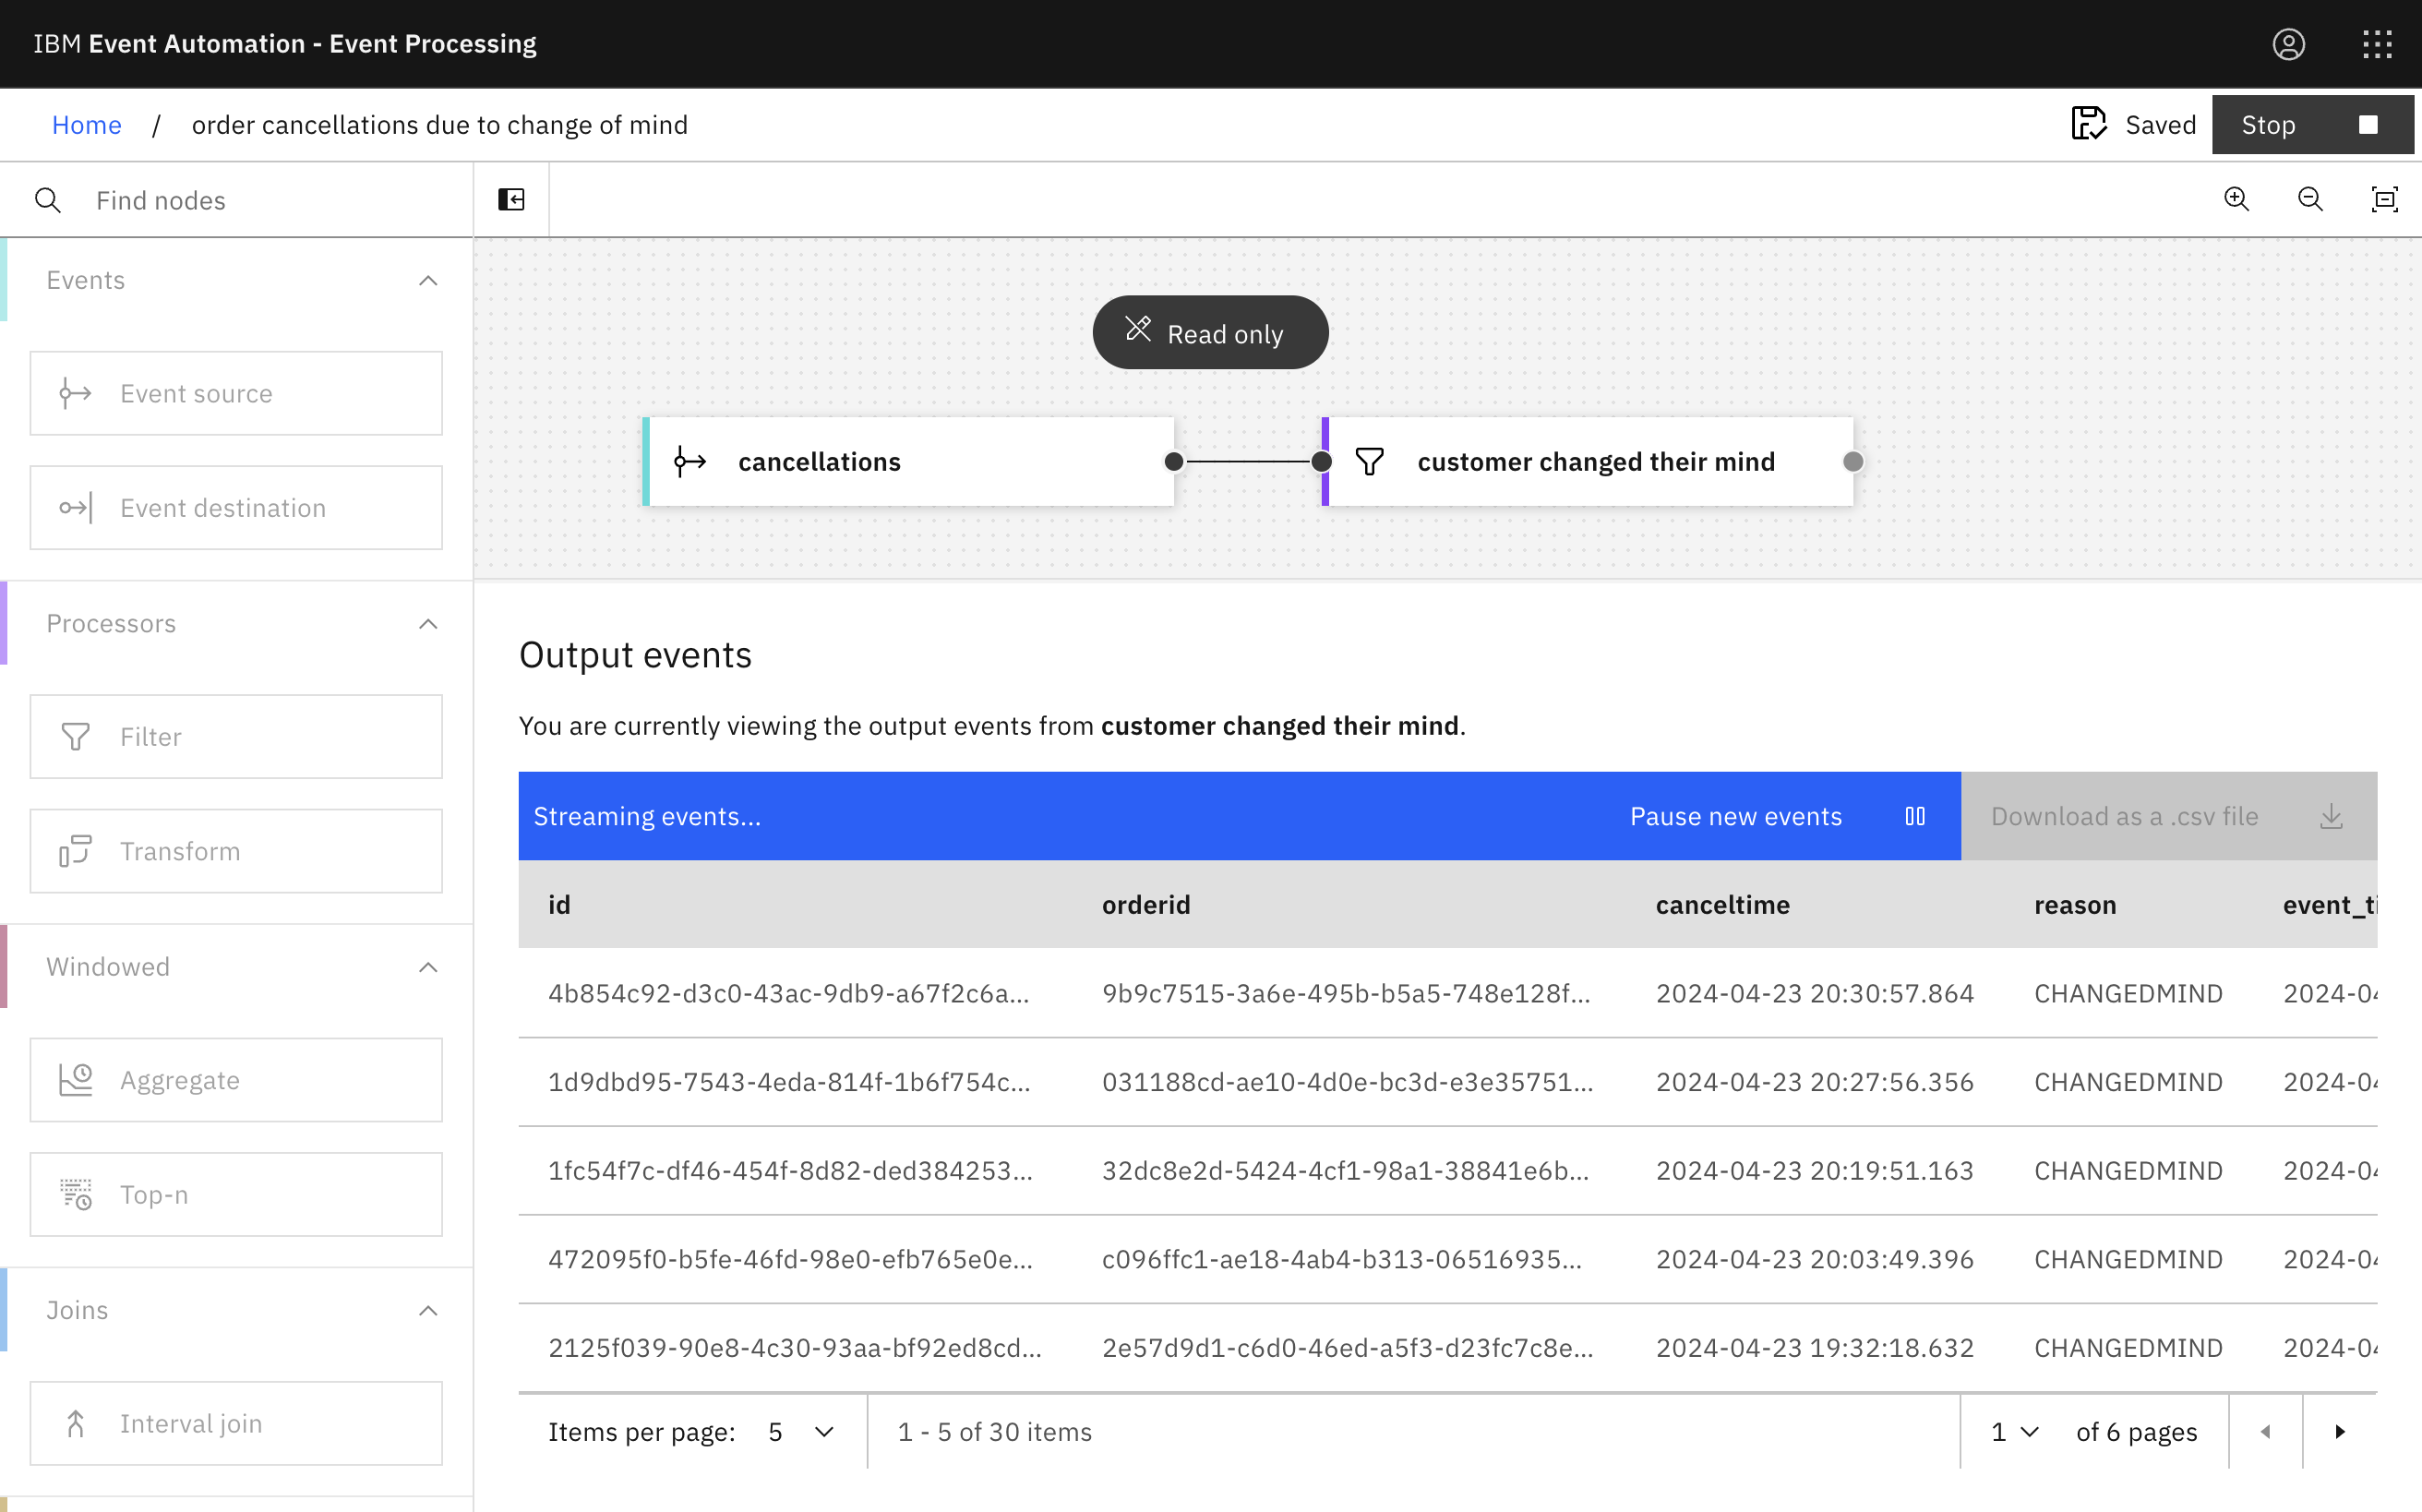 IBM Event Automation - Event Processing
Home / order cancellations due to change of mind
Saved
Stop
Find nodes
Events
Event source
Event destination
Processors
Filter
Transform
Windowed
Aggregate
Top-n
Joins
Interval join
Read only
cancellations
customer changed their mind
Output events
You are currently viewing the output events from customer changed their mind.
Streaming events...
Pause new events
Download as a .csv file
id orderid canceltime reason event_ti
4b854c92-d3c0-43ac-9db9-a67f2c6a... 9b9c7515-3a6e-495b-b5a5-748e128f... 2024-04-23 20:30:57.864 CHANGEDMIND 2024-04
1d9dbd95-7543-4eda-814f-1b6f754c... 031188cd-ae10-4d0e-bc3d-e3e35751... 2024-04-23 20:27:56.356 CHANGEDMIND 2024-04
1fc54f7c-df46-454f-8d82-ded384253... 32dc8e2d-5424-4cf1-98a1-38841e6b... 2024-04-23 20:19:51.163 CHANGEDMIND 2024-04
472095f0-b5fe-46fd-98e0-efb765e0e... c096ffc1-ae18-4ab4-b313-06516935... 2024-04-23 20:03:49.396 CHANGEDMIND 2024-04
2125f039-90e8-4c30-93aa-bf92ed8cd... 2e57d9d1-c6d0-46ed-a5f3-d23fc7c8e... 2024-04-23 19:32:18.632 CHANGEDMIND 2024-04
Items per page: 5 1 - 5 of 30 items 1 of 6 pages